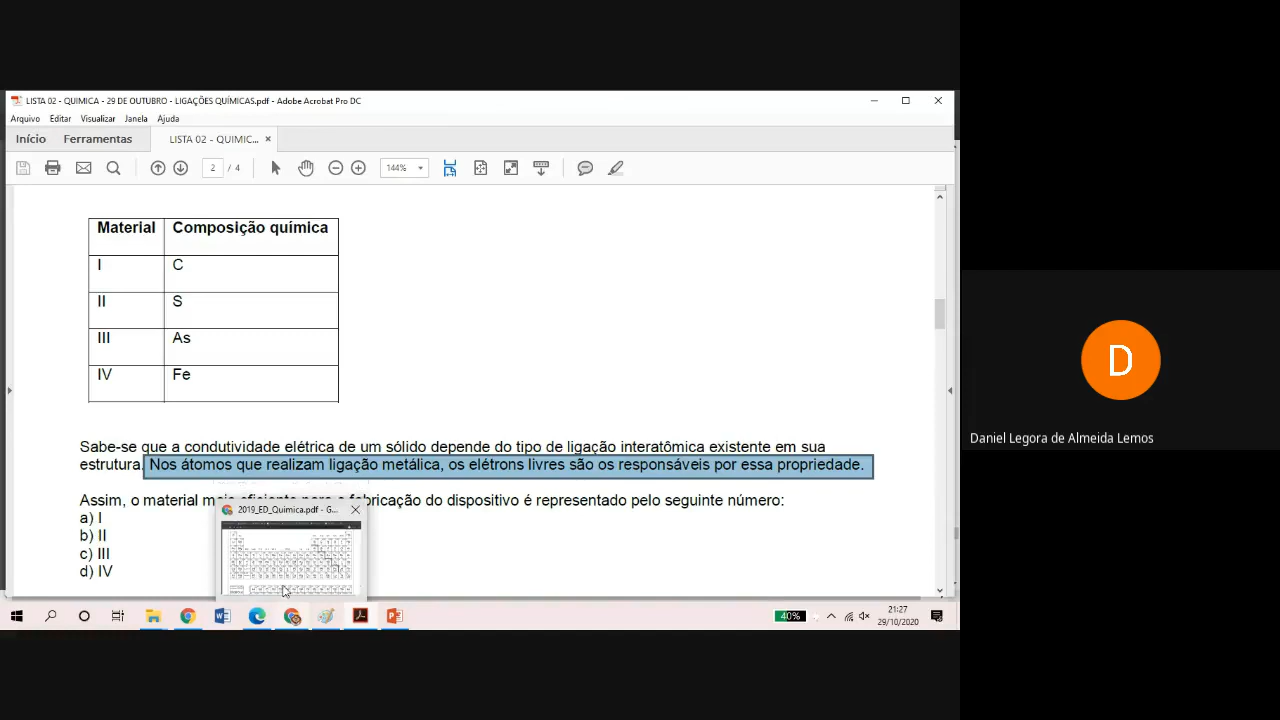 LISTA 02 - QUIMICA - 29 DE OUTUBRO - LIGAÇÕES QUÍMICAS.pdf - Adobe Acrobat Pro DC
Arquivo Editar Visualizar Janela Ajuda
Início Ferramentas LISTA 02 - QUIMIC... ×
2 / 4 144%
Material Composição química
I C
II S
III As
IV Fe
Sabe-se que a condutividade elétrica de um sólido depende do tipo de ligação interatômica existente em sua
estrutura. Nos átomos que realizam ligação metálica, os elétrons livres são os responsáveis por essa propriedade.
Assim, o material mais eficiente para a fabricação do dispositivo é representado pelo seguinte número:
2019_ED_Quimica.pdf - G...
a) I
b) II
c) III
d) IV
D
Daniel Legora de Almeida Lemos
40%
21:27
29/10/2020